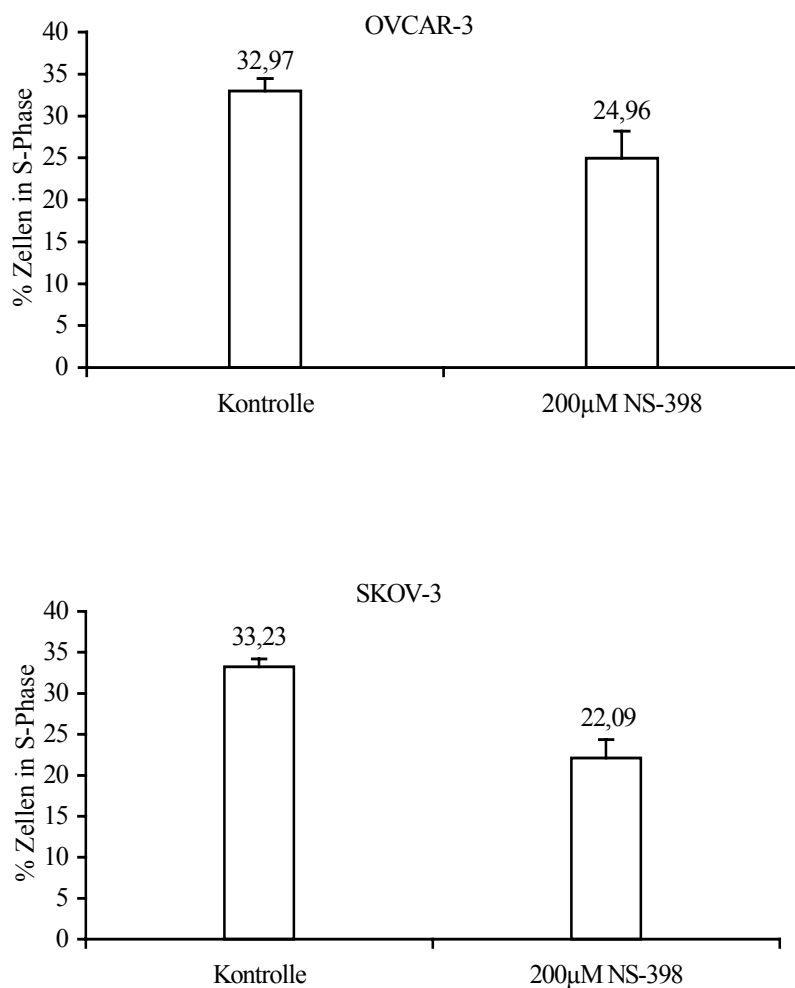 OVCAR-3
% Zellen in S-Phase
40
35
30
25
20
15
10
5
0
32,97
24,96
Kontrolle
200µM NS-398
SKOV-3
% Zellen in S-Phase
40
35
30
25
20
15
10
5
0
33,23
22,09
Kontrolle
200µM NS-398